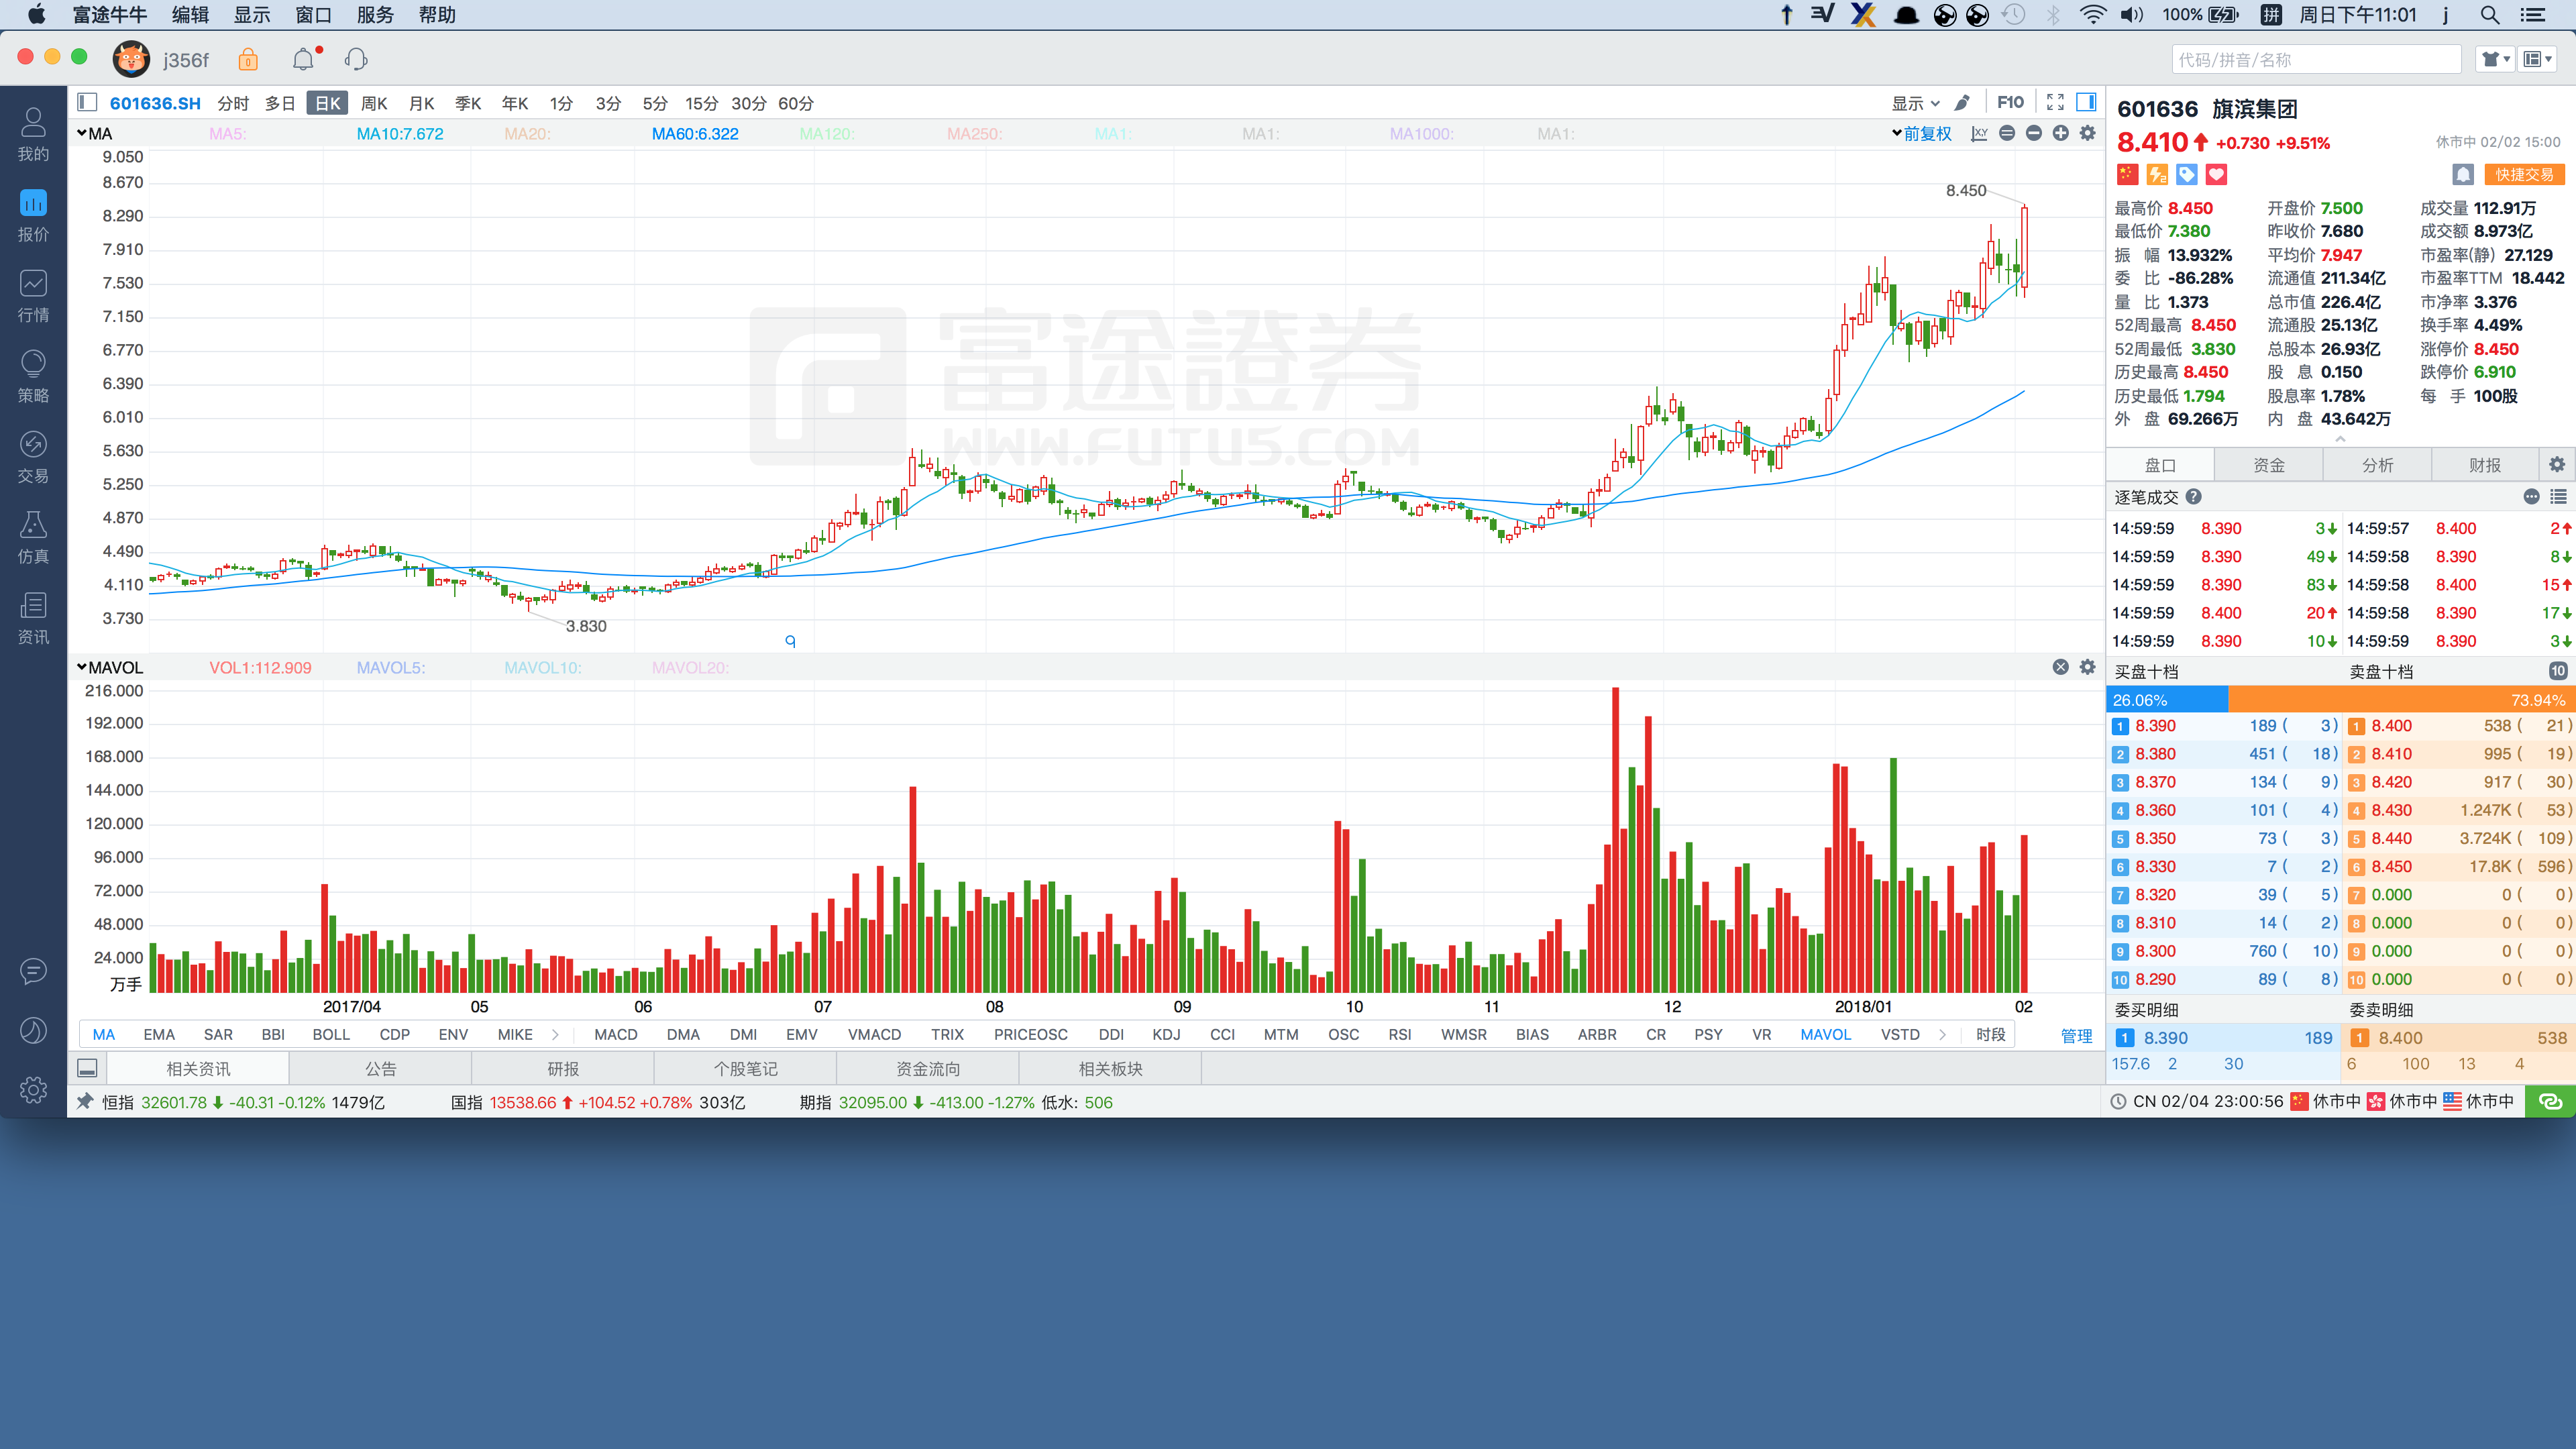 富途牛牛 编辑 显示 窗口 服务 帮助 100% 拼 周日下午11:01 j
j356f 代码/拼音/名称
我的
报价
行情
策略
交易
仿真
资讯
601636.SH 分时 多日 日K 周K 月K 季K 年K 1分 3分 5分 15分 30分 60分 显示 F10
MA MA5: MA10:7.672 MA20: MA60:6.322 MA120: MA250: MA1: MA1: MA1000: MA1: 前复权
9.050
8.670
8.290
7.910
7.530
7.150
6.770
6.390
6.010
5.630
5.250
4.870
4.490
4.110
3.730
8.450
3.830
富途證券
WWW.FUTU5.COM
MAVOL VOL1:112.909 MAVOL5: MAVOL10: MAVOL20:
216.000
192.000
168.000
144.000
120.000
96.000
72.000
48.000
24.000
万手
2017/04 05 06 07 08 09 10 11 12 2018/01 02
MA EMA SAR BBI BOLL CDP ENV MIKE MACD DMA DMI EMV VMACD TRIX PRICEOSC DDI KDJ CCI MTM OSC RSI WMSR BIAS ARBR CR PSY VR MAVOL VSTD 时段 管理
相关资讯 公告 研报 个股笔记 资金流向 相关板块
恒指 32601.78 -40.31 -0.12% 1479亿 国指 13538.66 +104.52 +0.78% 303亿 期指 32095.00 -413.00 -1.27% 低水: 506
601636 旗滨集团
8.410 +0.730 +9.51% 休市中 02/02 15:00
快捷交易
最高价 8.450 开盘价 7.500 成交量 112.91万
最低价 7.380 昨收价 7.680 成交额 8.973亿
振 幅 13.932% 平均价 7.947 市盈率(静) 27.129
委 比 -86.28% 流通值 211.34亿 市盈率TTM 18.442
量 比 1.373 总市值 226.4亿 市净率 3.376
52周最高 8.450 流通股 25.13亿 换手率 4.49%
52周最低 3.830 总股本 26.93亿 涨停价 8.450
历史最高 8.450 股 息 0.150 跌停价 6.910
历史最低 1.794 股息率 1.78% 每 手 100股
外 盘 69.266万 内 盘 43.642万
盘口 资金 分析 财报
逐笔成交
14:59:59 8.390 3 14:59:57 8.400 2
14:59:59 8.390 49 14:59:58 8.390 8
14:59:59 8.390 83 14:59:58 8.400 15
14:59:59 8.400 20 14:59:58 8.390 17
14:59:59 8.390 10 14:59:59 8.390 3
买盘十档 卖盘十档 10
26.06% 73.94%
1 8.390 189 ( 3) 1 8.400 538 ( 21)
2 8.380 451 ( 18) 2 8.410 995 ( 19)
3 8.370 134 ( 9) 3 8.420 917 ( 30)
4 8.360 101 ( 4) 4 8.430 1.247K ( 53)
5 8.350 73 ( 3) 5 8.440 3.724K ( 109)
6 8.330 7 ( 2) 6 8.450 17.8K ( 596)
7 8.320 39 ( 5) 7 0.000 0 ( 0)
8 8.310 14 ( 2) 8 0.000 0 ( 0)
9 8.300 760 ( 10) 9 0.000 0 ( 0)
10 8.290 89 ( 8) 10 0.000 0 ( 0)
委买明细 委卖明细
1 8.390 189 1 8.400 538
157.6 2 30 6 100 13 4
CN 02/04 23:00:56 休市中 休市中 休市中